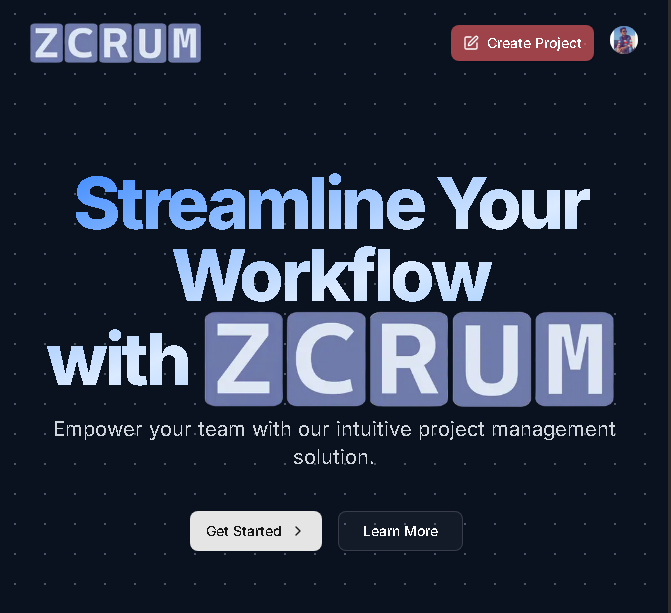 ZCRUM
Create Project
Streamline Your
Workflow
with ZCRUM
Empower your team with our intuitive project management
solution.
Get Started
Learn More